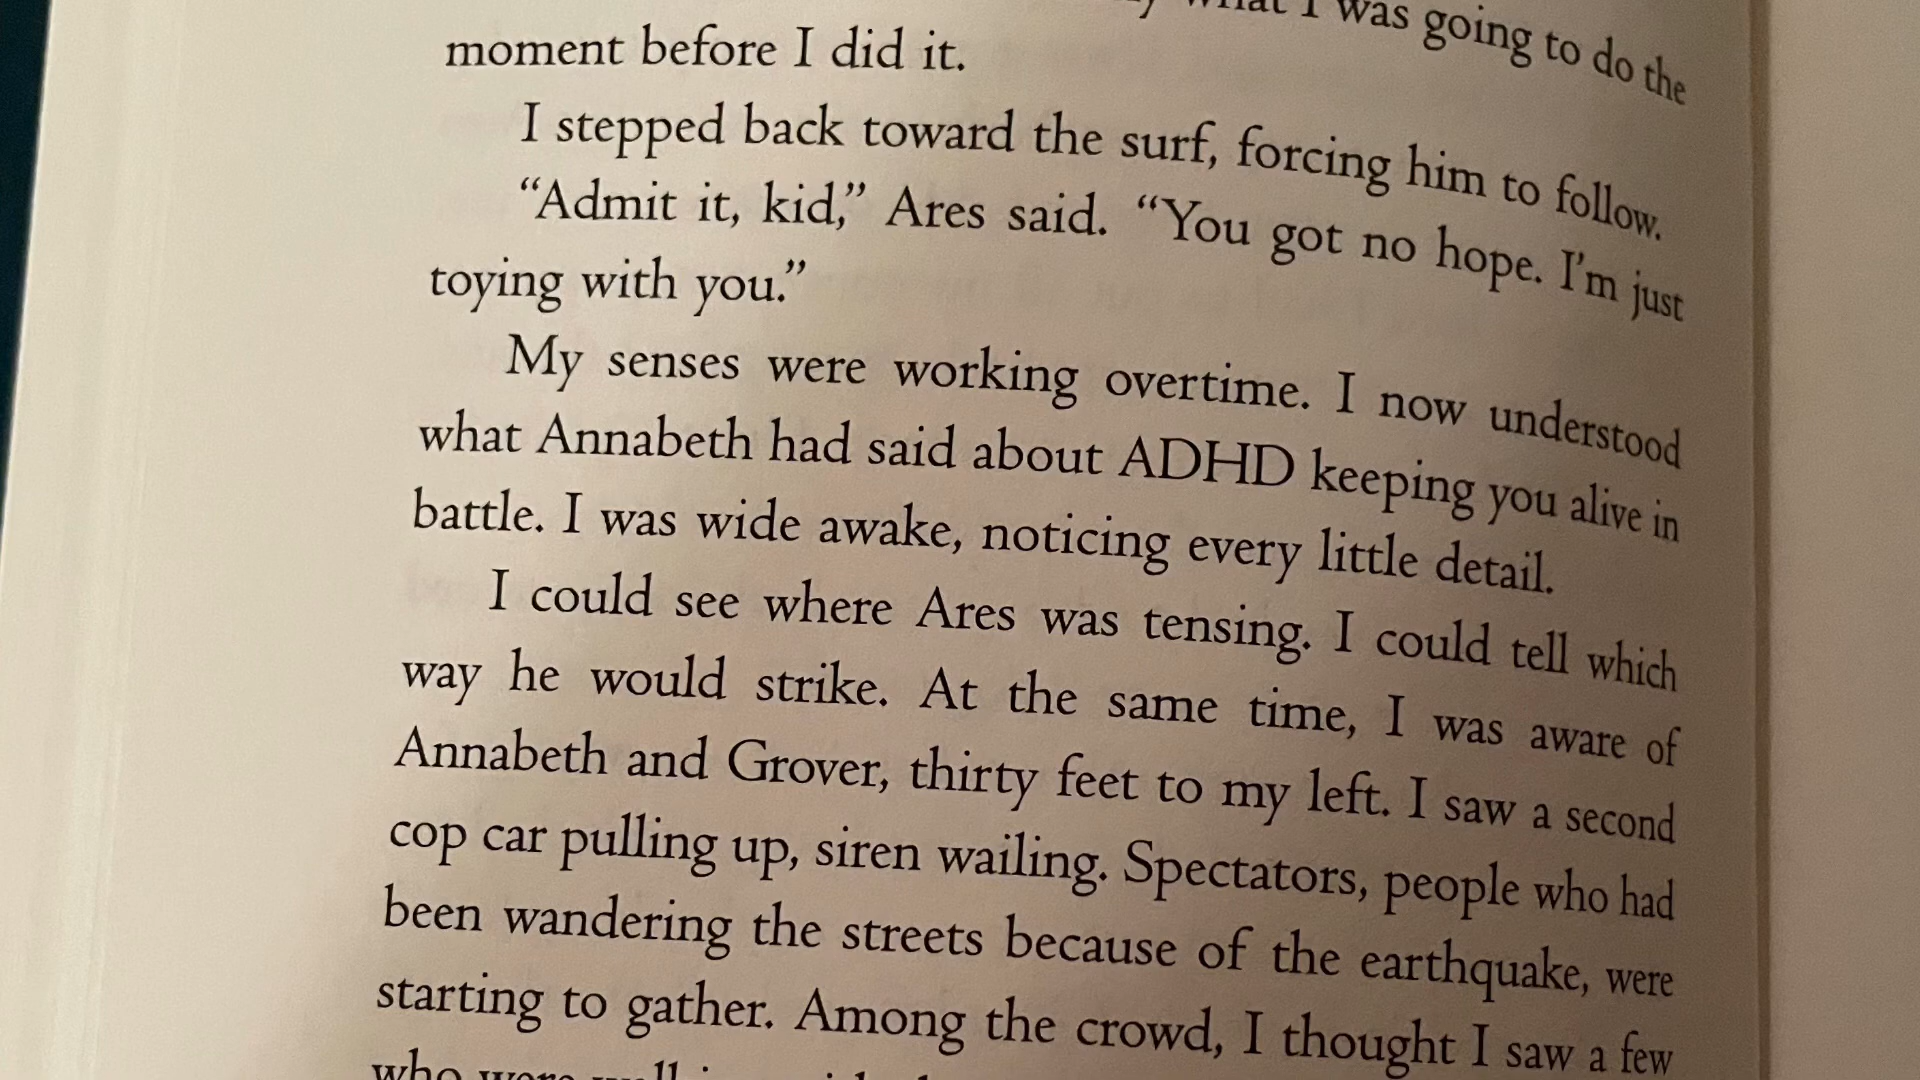 what I was going to do the
moment before I did it.
I stepped back toward the surf, forcing him to follow.
“Admit it, kid,” Ares said. “You got no hope. I’m just
toying with you.”
My senses were working overtime. I now understood
what Annabeth had said about ADHD keeping you alive in
battle. I was wide awake, noticing every little detail.
I could see where Ares was tensing. I could tell which
way he would strike. At the same time, I was aware of
Annabeth and Grover, thirty feet to my left. I saw a second
cop car pulling up, siren wailing. Spectators, people who had
been wandering the streets because of the earthquake, were
starting to gather. Among the crowd, I thought I saw a few
who were